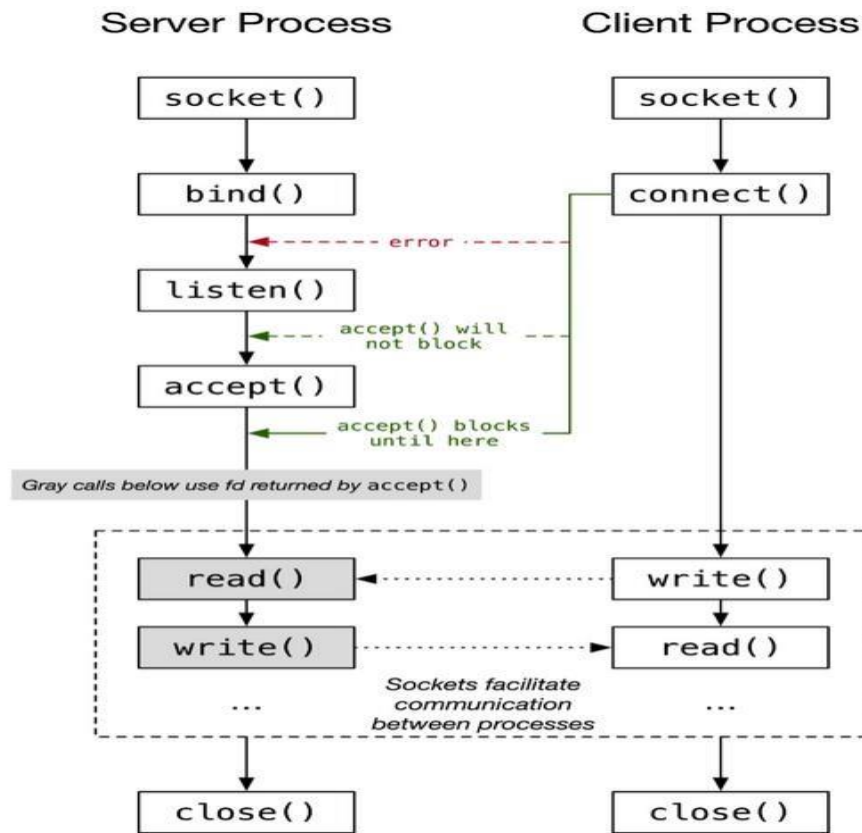 Server Process
Client Process
socket()
socket()
bind()
connect()
error
listen()
accept() will
not block
accept()
accept() blocks
until here
Gray calls below use fd returned by accept()
read()
write()
write()
read()
Sockets facilitate
communication
between processes
...
...
close()
close()